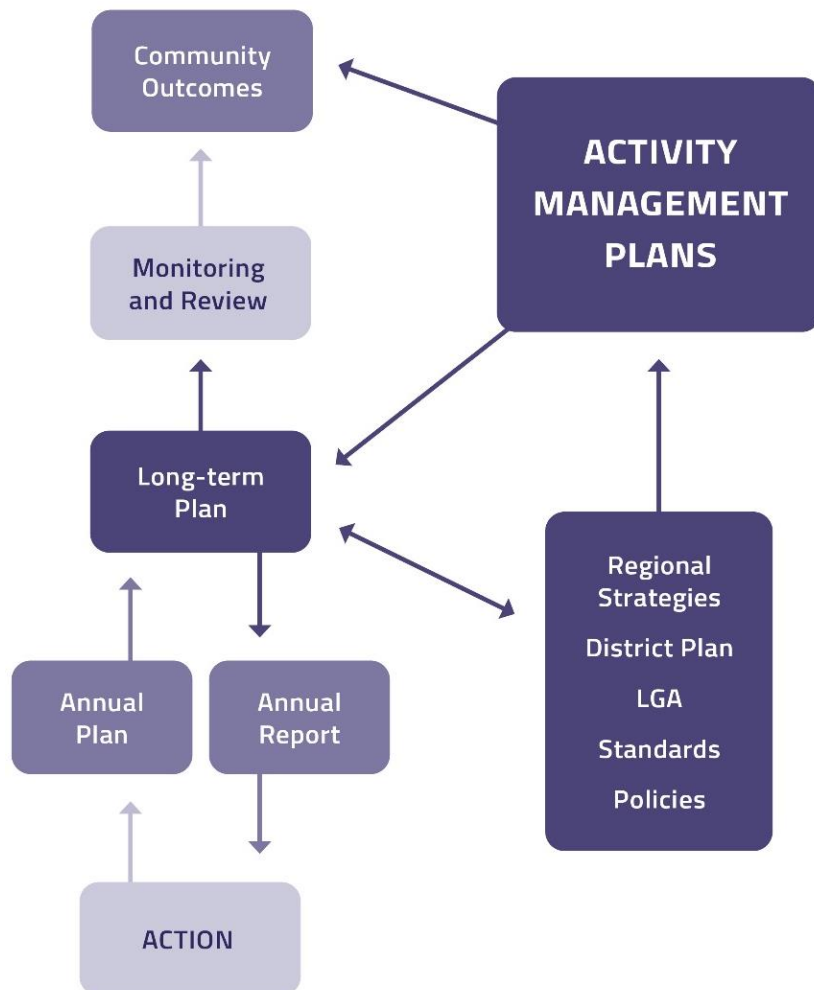 Community
Outcomes
ACTIVITY
MANAGEMENT
PLANS
Monitoring
and Review
Long-term
Plan
Regional
Strategies
District Plan
LGA
Standards
Policies
Annual
Plan
Annual
Report
ACTION